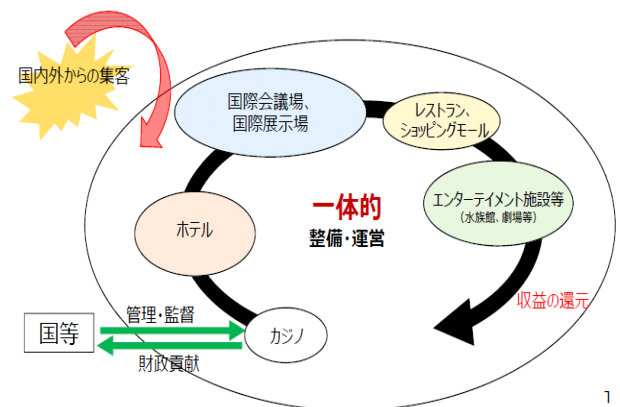 国内外からの集客
国際会議場、
国際展示場
レストラン、
ショッピングモール
エンターテイメント施設等
(水族館、劇場等)
一体的
整備・運営
ホテル
収益の還元
管理・監督
国等
カジノ
財政貢献
1